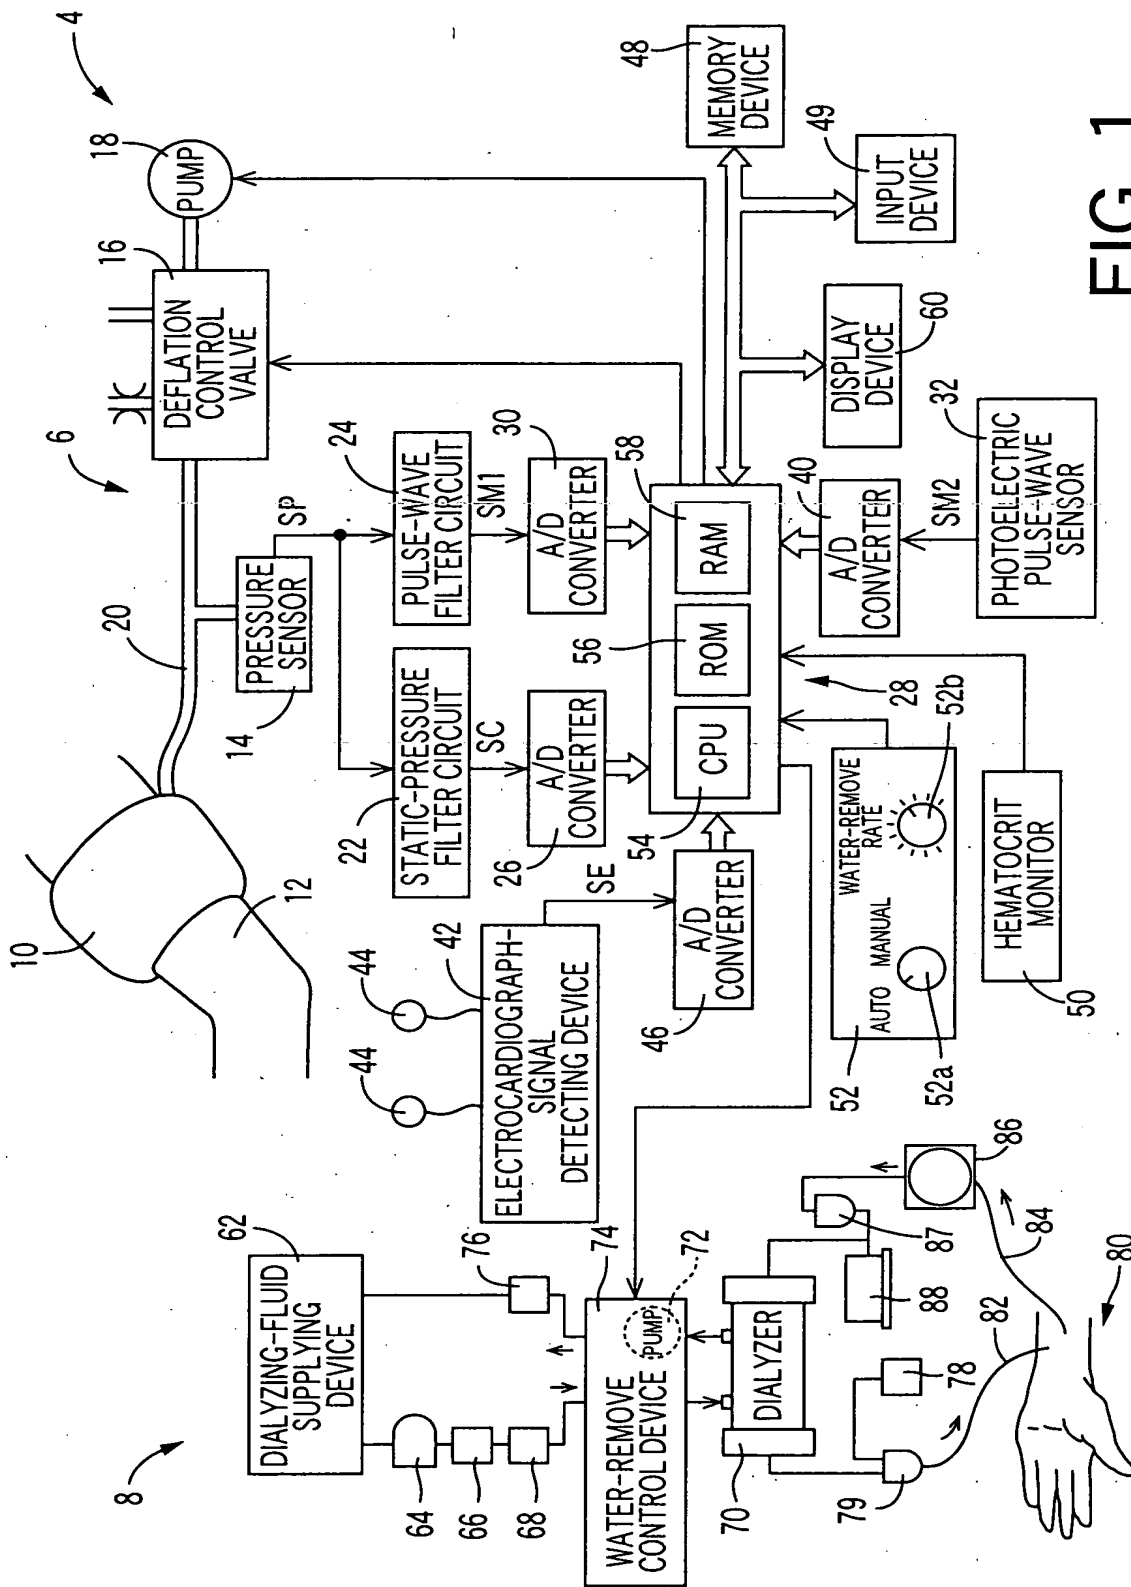 4
18
PUMP
16
DEFLATION
CONTROL
VALVE
6
SP
20
PRESSURE
SENSOR
14
10
12
24
PULSE-WAVE
FILTER CIRCUIT
SM1
30
A/D
CONVERTER
22
STATIC-PRESSURE
FILTER CIRCUIT
SC
26
A/D
CONVERTER
44
44
42
ELECTROCARDIOGRAPH-
SIGNAL
DETECTING DEVICE
SE
46
A/D
CONVERTER
54
CPU
56
ROM
58
RAM
28
48
MEMORY
DEVICE
49
INPUT
DEVICE
60
DISPLAY
DEVICE
40
A/D
CONVERTER
SM2
32
PHOTOELECTRIC
PULSE-WAVE
SENSOR
52
AUTO MANUAL
WATER-REMOVE
RATE
52a
52b
HEMATOCRIT
MONITOR
50
8
62
DIALYZING-FLUID
SUPPLYING
DEVICE
64
66
68
76
74
72
WATER-REMOVE
CONTROL DEVICE
PUMP
70
DIALYZER
79
78
88
87
86
84
82
80
FIG. 1